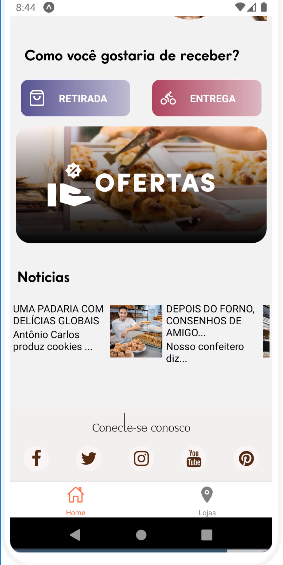 8:44
Como você gostaria de receber?
RETIRADA
ENTREGA
OFERTAS
Noticias
UMA PADARIA COM
DELÍCIAS GLOBAIS
Antônio Carlos
produz cookies ...
DEPOIS DO FORNO,
CONSENHOS DE
AMIGO...
Nosso confeitero
diz...
Conecte-se conosco
You
Tube
Home
Lojas